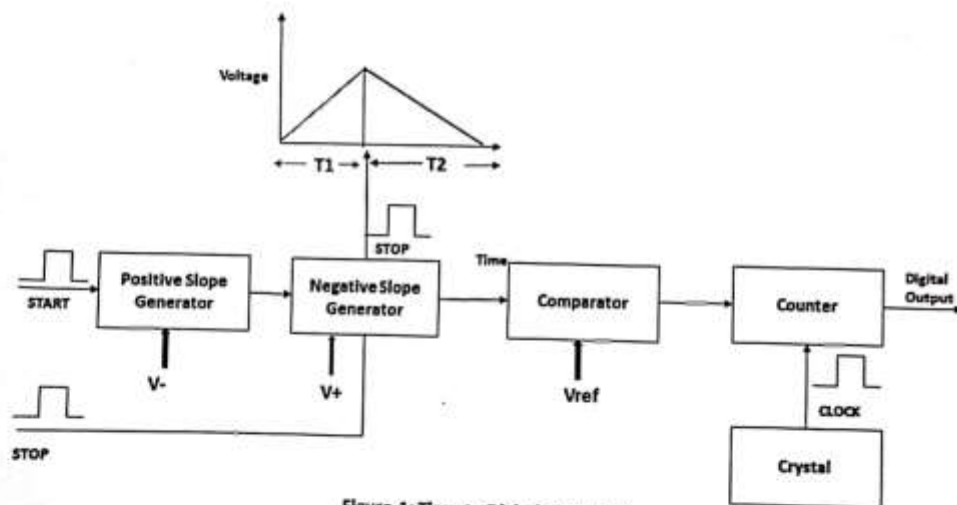 Voltage
T1
T2
STOP
START
Positive Slope
Generator
Negative Slope
Generator
Time
Comparator
Counter
Digital
Output
V-
V+
Vref
CLOCK
STOP
Crystal